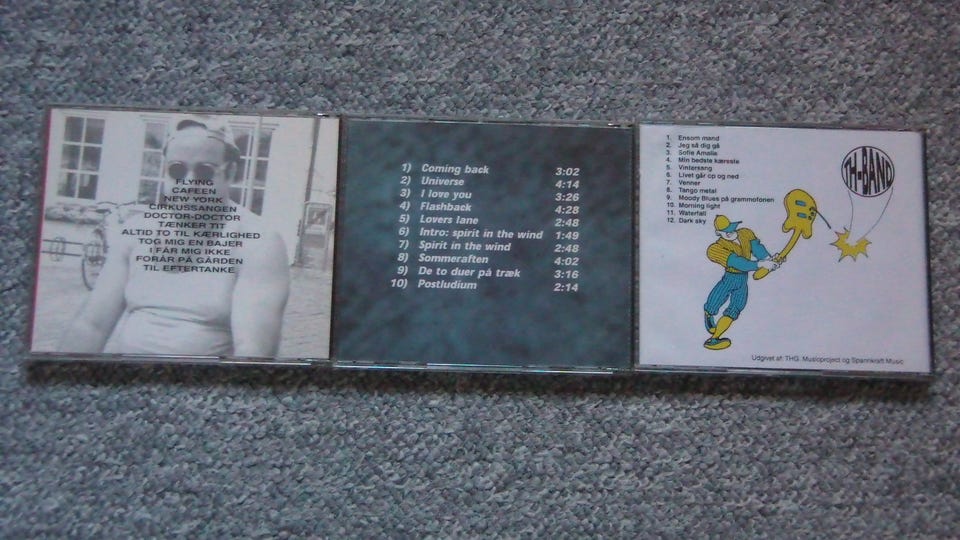 FLYING
CAFEEN
NEW YORK
CIRKUSSANGEN
DOCTOR-DOCTOR
TÆNKER TIT
ALTID TO TIL KÆRLIGHED
TOG MIG EN BAJER
I FÅR MIG IKKE
FORÅR PÅ GÅRDEN
TIL EFTERTANKE
1) Coming back 3:02
2) Universe 4:14
3) I love you 3:26
4) Flashback 4:28
5) Lovers lane 2:48
6) Intro: spirit in the wind 1:48
7) Spirit in the wind 2:48
8) Sommeraften 4:02
9) De to duer på træk 3:16
10) Postludium 2:14
1. Ensom mand
2. Jeg så dig gå
3. Sofie Amalie
4. Min bedste kæreste
5. Vintersang
6. Livet går op og ned
7. Venner
8. Tango metal
9. Moody Blues på grammofonen
10. Morning light
11. Waterfall
12. Dark sky
TH-BAND
Udgivet af: THG. Musicproject og Spannkraft Music